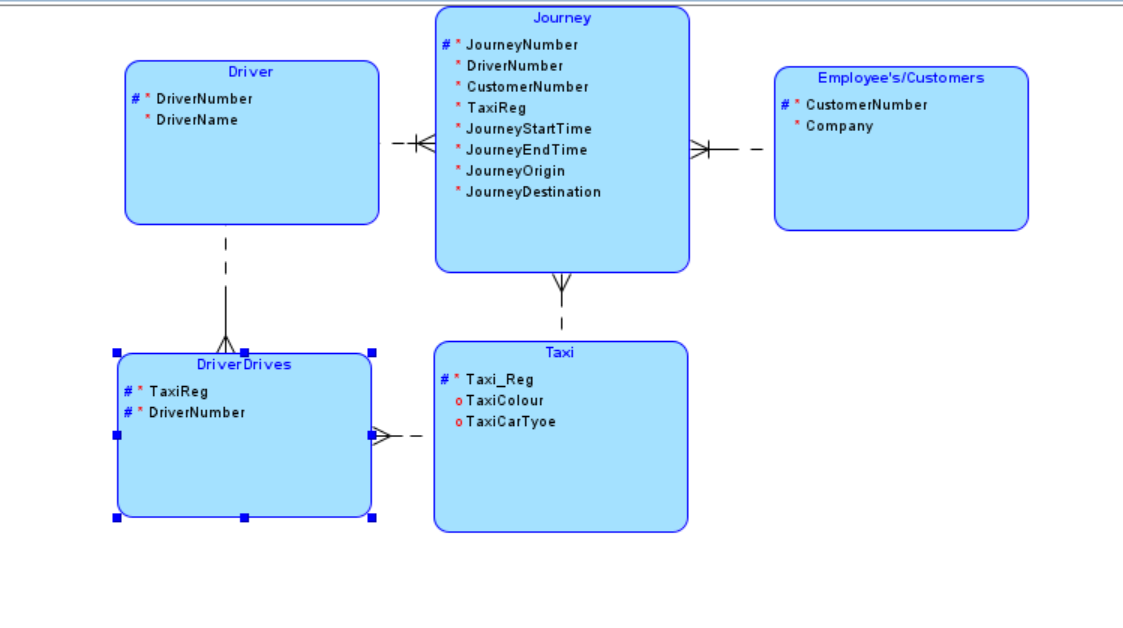 Journey
# * JourneyNumber
* DriverNumber
* CustomerNumber
* TaxiReg
* JourneyStartTime
* JourneyEndTime
* JourneyOrigin
* JourneyDestination
Driver
# * DriverNumber
* DriverName
Employee's/Customers
# * CustomerNumber
* Company
DriverDrives
# * TaxiReg
# * DriverNumber
Taxi
# * Taxi_Reg
o TaxiColour
o TaxiCarTyoe